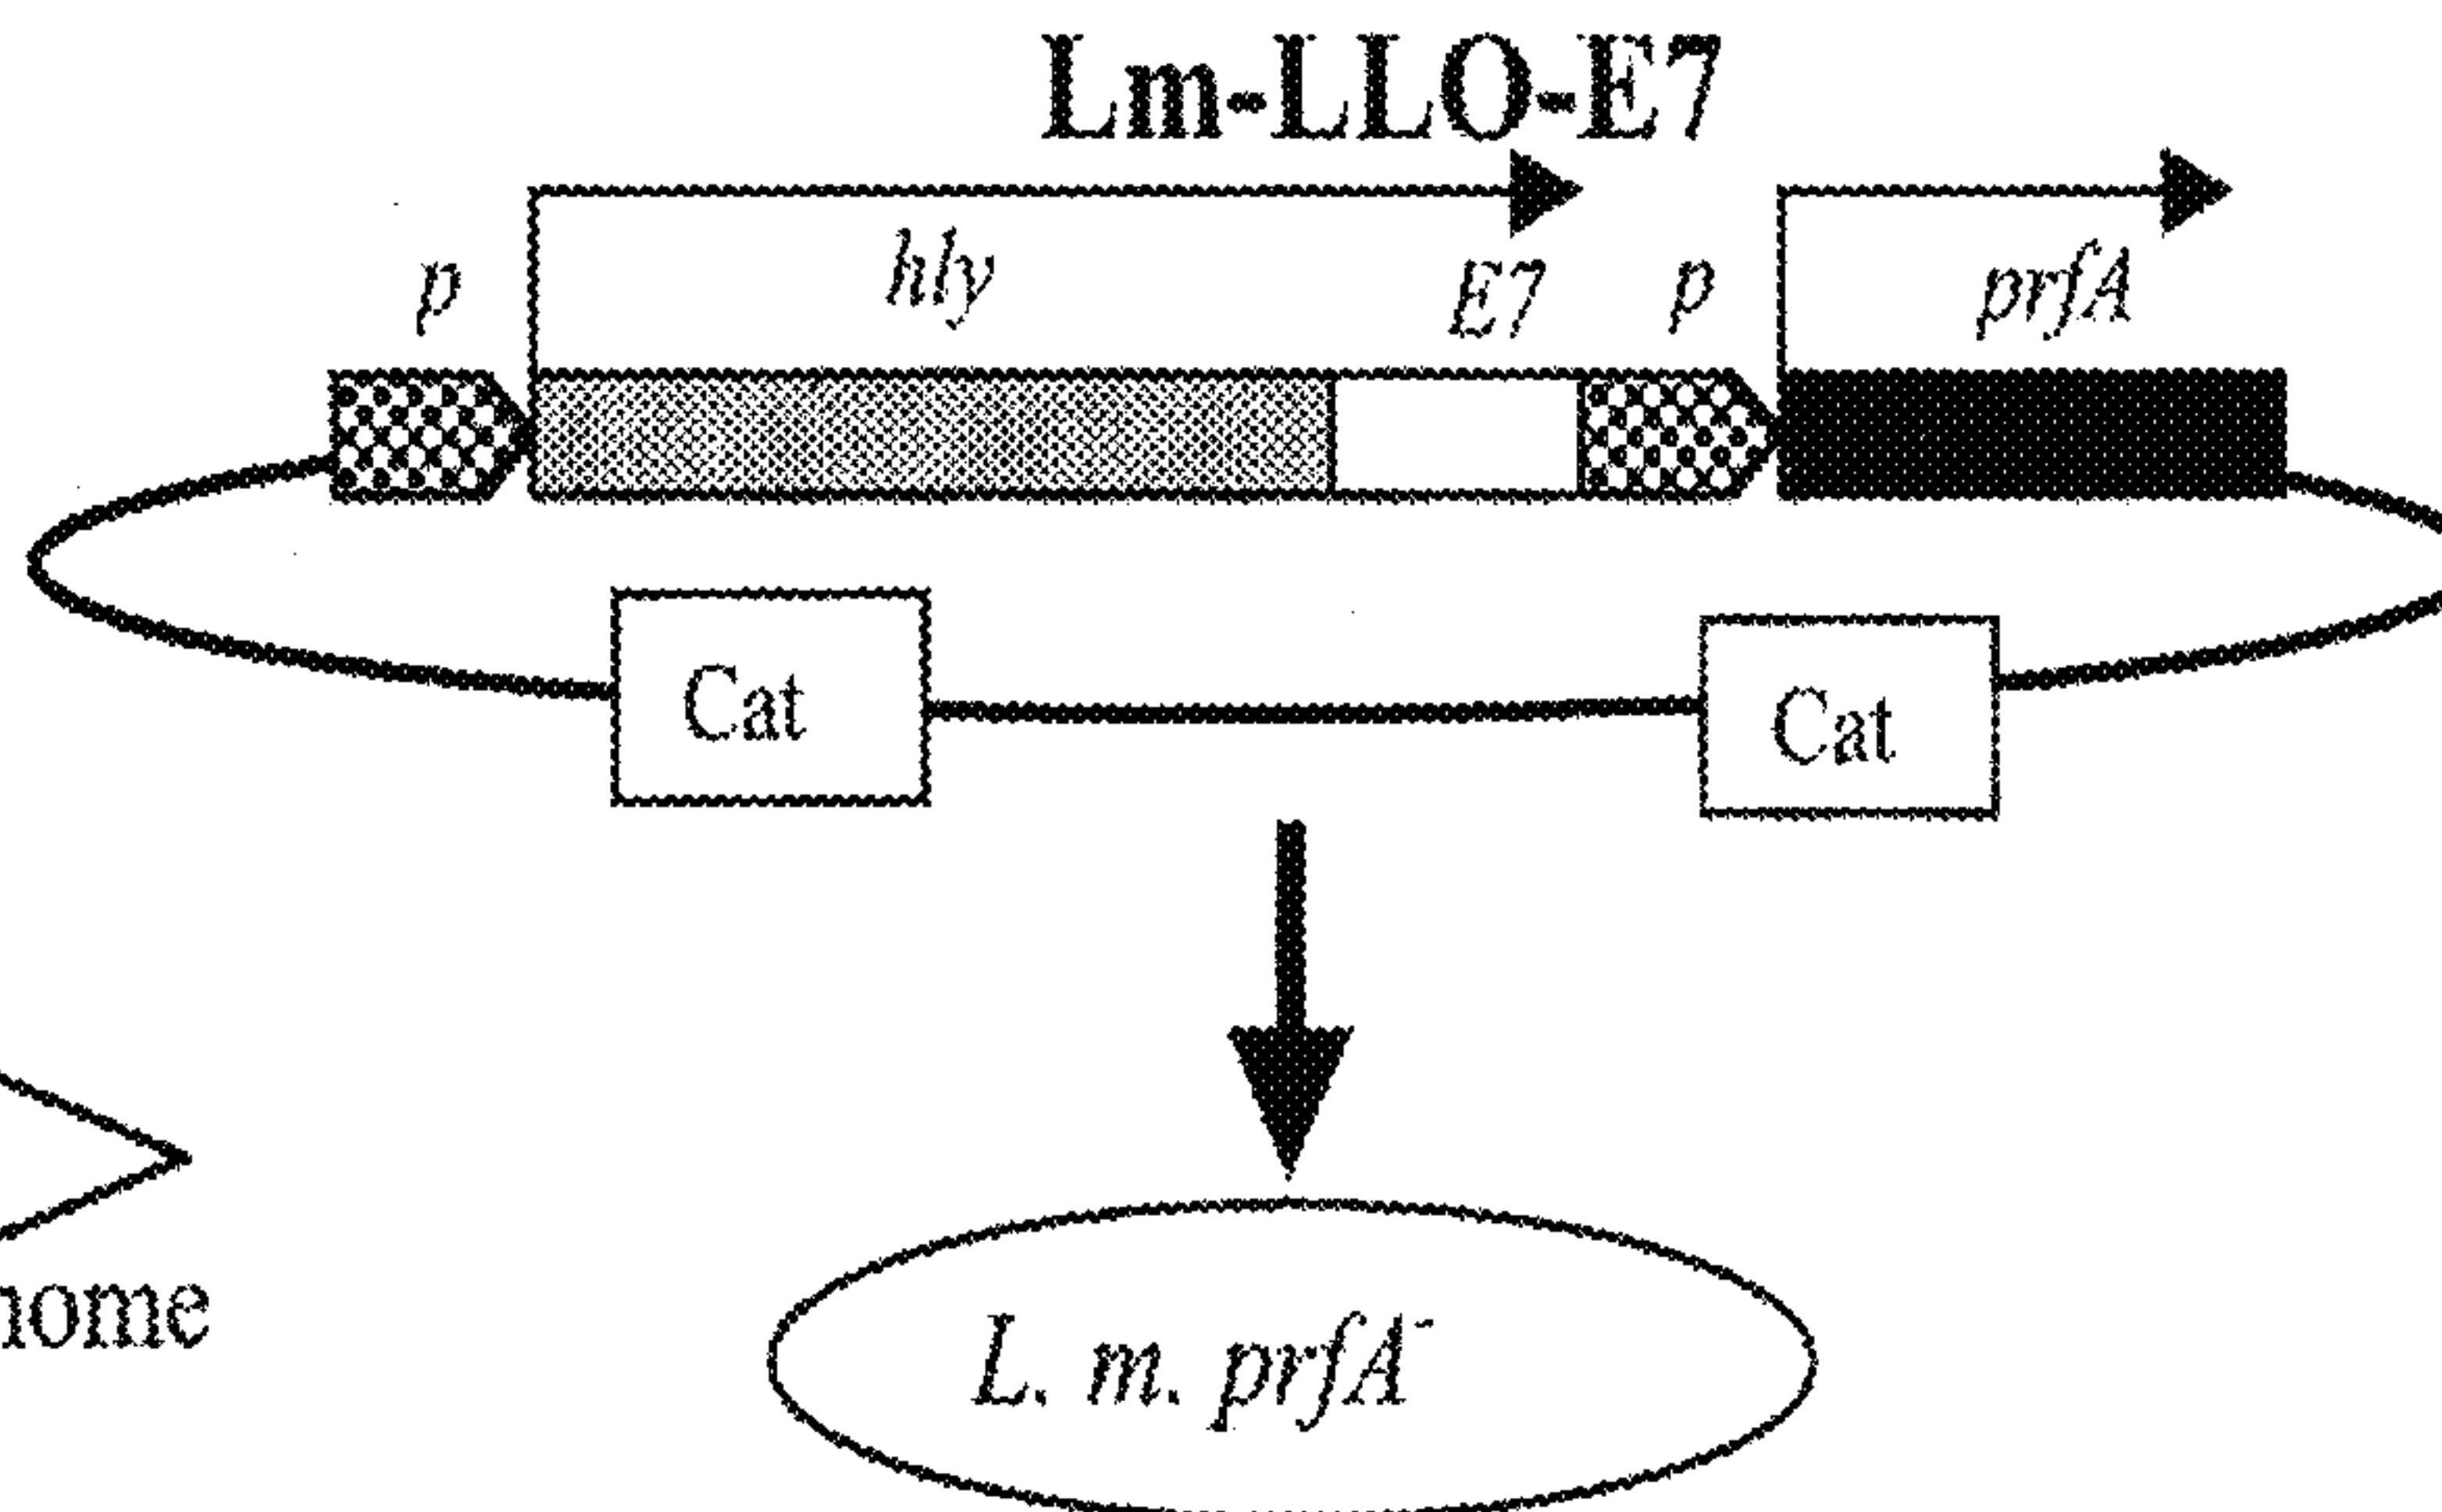 Lm-LLO-E7
p hly E7 p prfA
Cat Cat
nome
L. m. prfA⁻